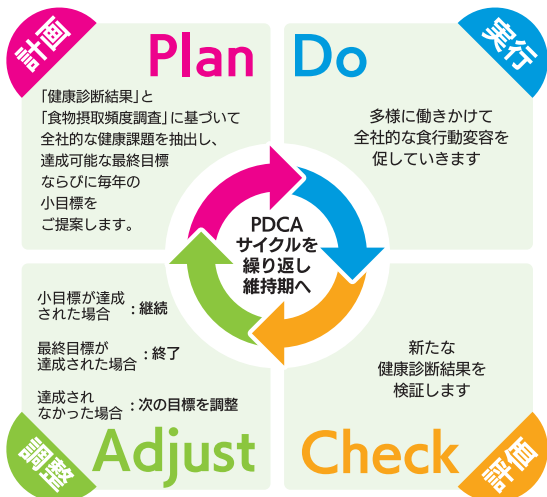 計画
Plan
「健康診断結果」と
「食物摂取頻度調査」に基づいて
全社的な健康課題を抽出し、
達成可能な最終目標
ならびに毎年の
小目標を
ご提案します。
Do
実行
多様に働きかけて
全社的な食行動変容を
促していきます
PDCA
サイクルを
繰り返し
維持期へ
小目標が達成
された場合 ：継続
最終目標が
達成された場合 ：終了
達成され
なかった場合 ：次の目標を調整
調整
Adjust
新たな
健康診断結果を
検証します
Check
評価